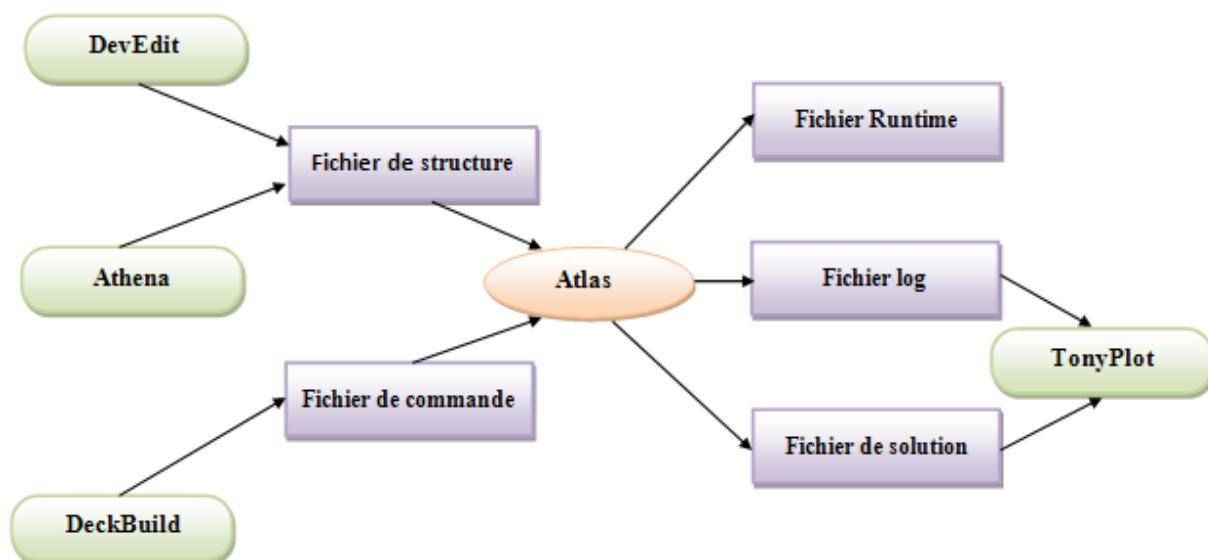 DevEdit
Fichier Runtime
Fichier de structure
Athena
Atlas
Fichier log
TonyPlot
Fichier de commande
Fichier de solution
DeckBuild